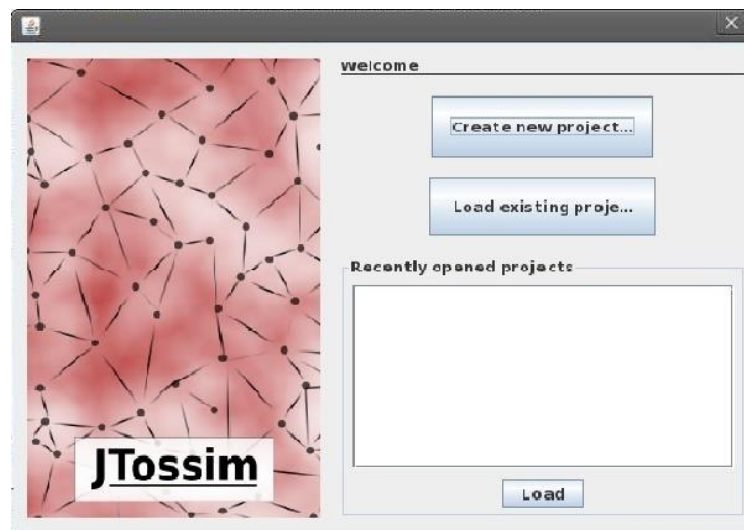 Welcome
Create new project...
Load existing proje...
Recently opened projects
JTossim
Load